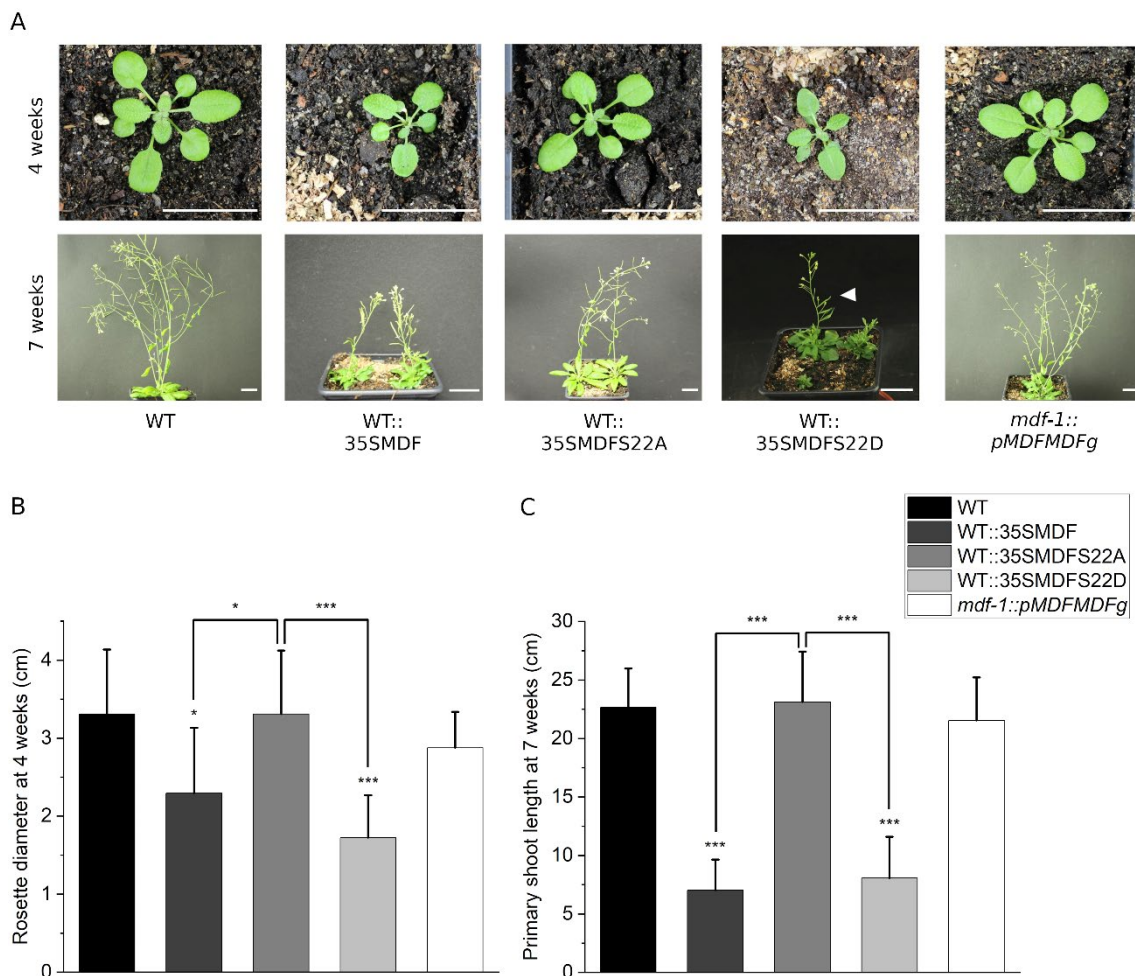 A
4 weeks
7 weeks
WT
WT::
35SMDF
WT::
35SMDFS22A
WT::
35SMDFS22D
mdf-1::
pMDFMDFg
B
Rosette diameter at 4 weeks (cm)
4
3
2
1
0
*
***
*
***
C
Primary shoot length at 7 weeks (cm)
30
25
20
15
10
5
0
***
***
***
***
WT
WT::35SMDF
WT::35SMDFS22A
WT::35SMDFS22D
mdf-1::pMDFMDFg